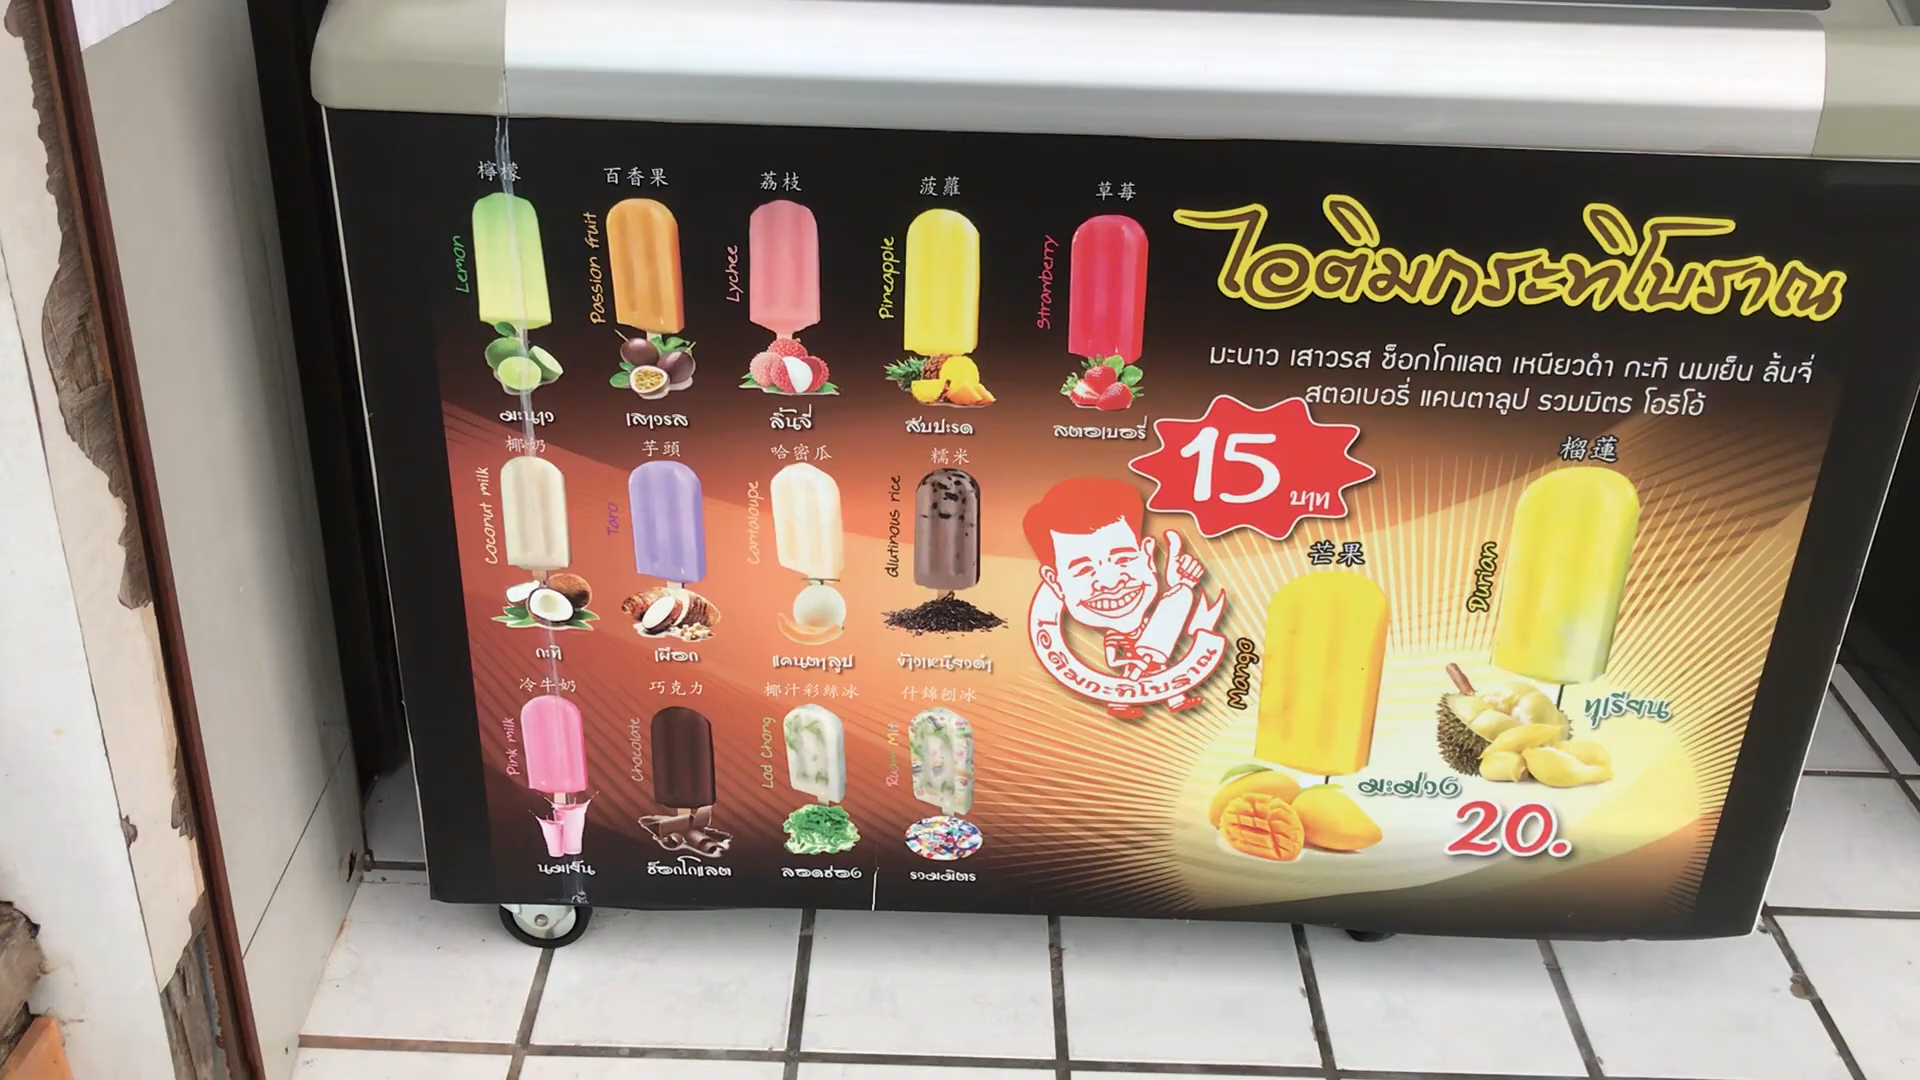 檸檬
百香果
荔枝
菠蘿
草莓
Lemon
Passion fruit
Lychee
Pineapple
Stranberry
มะนาว
เสาวรส
ลิ้นจี่
สับปะรด
สตอเบอรี่
椰奶
芋頭
哈密瓜
糯米
Coconut milk
Taro
Cantaloupe
glutinous rice
กะทิ
เผือก
แคนตาลูป
ข้าวเหนียวดำ
冷牛奶
巧克力
椰汁彩絲冰
什錦刨冰
Pink milk
Chocolate
Lod Chong
Ruam Mit
นมเย็น
ช็อกโกแลต
ลอดช่อง
รวมมิตร
ไอติมกระทิโบราณ
มะนาว เสาวรส ช็อกโกแลต เหนียวดำ กะทิ นมเย็น ลิ้นจี่
สตอเบอรี่ แคนตาลูป รวมมิตร โอริโอ้
15 บาท
ไอติมกะทิโบราณ
芒果
Mango
มะม่วง
榴蓮
Durian
ทุเรียน
20.